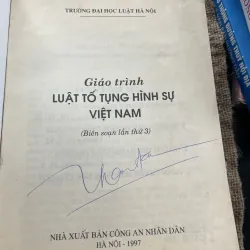 TRƯỜNG ĐẠI HỌC LUẬT HÀ NỘI
Giáo trình
LUẬT TỐ TỤNG HÌNH SỰ
VIỆT NAM
(Biên soạn lần thứ 3)
NHÀ XUẤT BẢN CÔNG AN NHÂN DÂN
HÀ NỘI - 1997